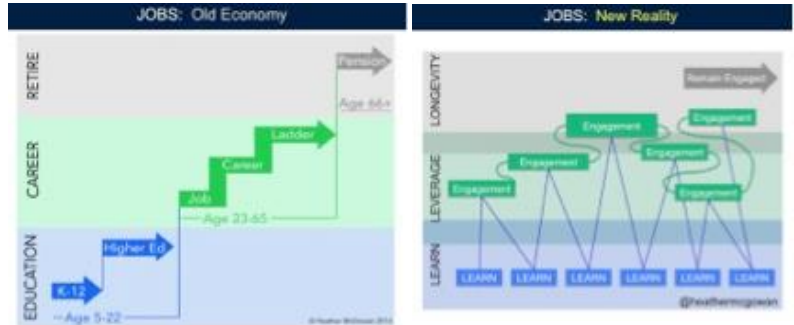 JOBS: Old Economy
RETIRE
CAREER
EDUCATION
Pension
Age 66+
Ladder
Career
Job
Age 23-65
Higher Ed
K-12
Age 5-22
JOBS: New Reality
LONGEVITY
LEVERAGE
LEARN
Remain Engaged
Engagement
Engagement
Engagement
Engagement
Engagement
Engagement
LEARN LEARN LEARN LEARN LEARN LEARN
@heathermcgowan